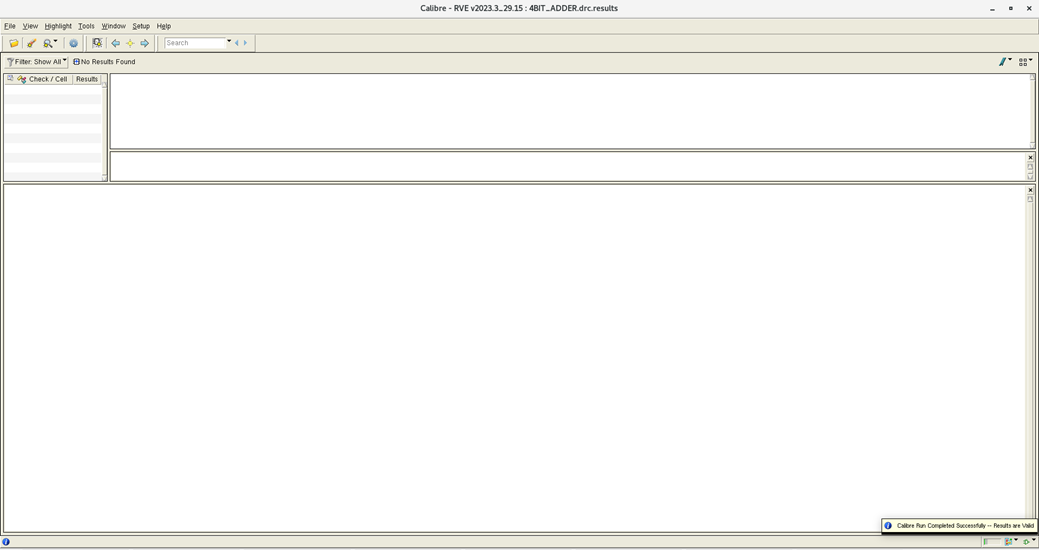 Calibre - RVE v2023.3_29.15 : 4BIT_ADDER.drc.results
File View Highlight Tools Window Setup Help
Search
Filter: Show All No Results Found
Check / Cell Results
Calibre Run Completed Successfully -- Results are Valid